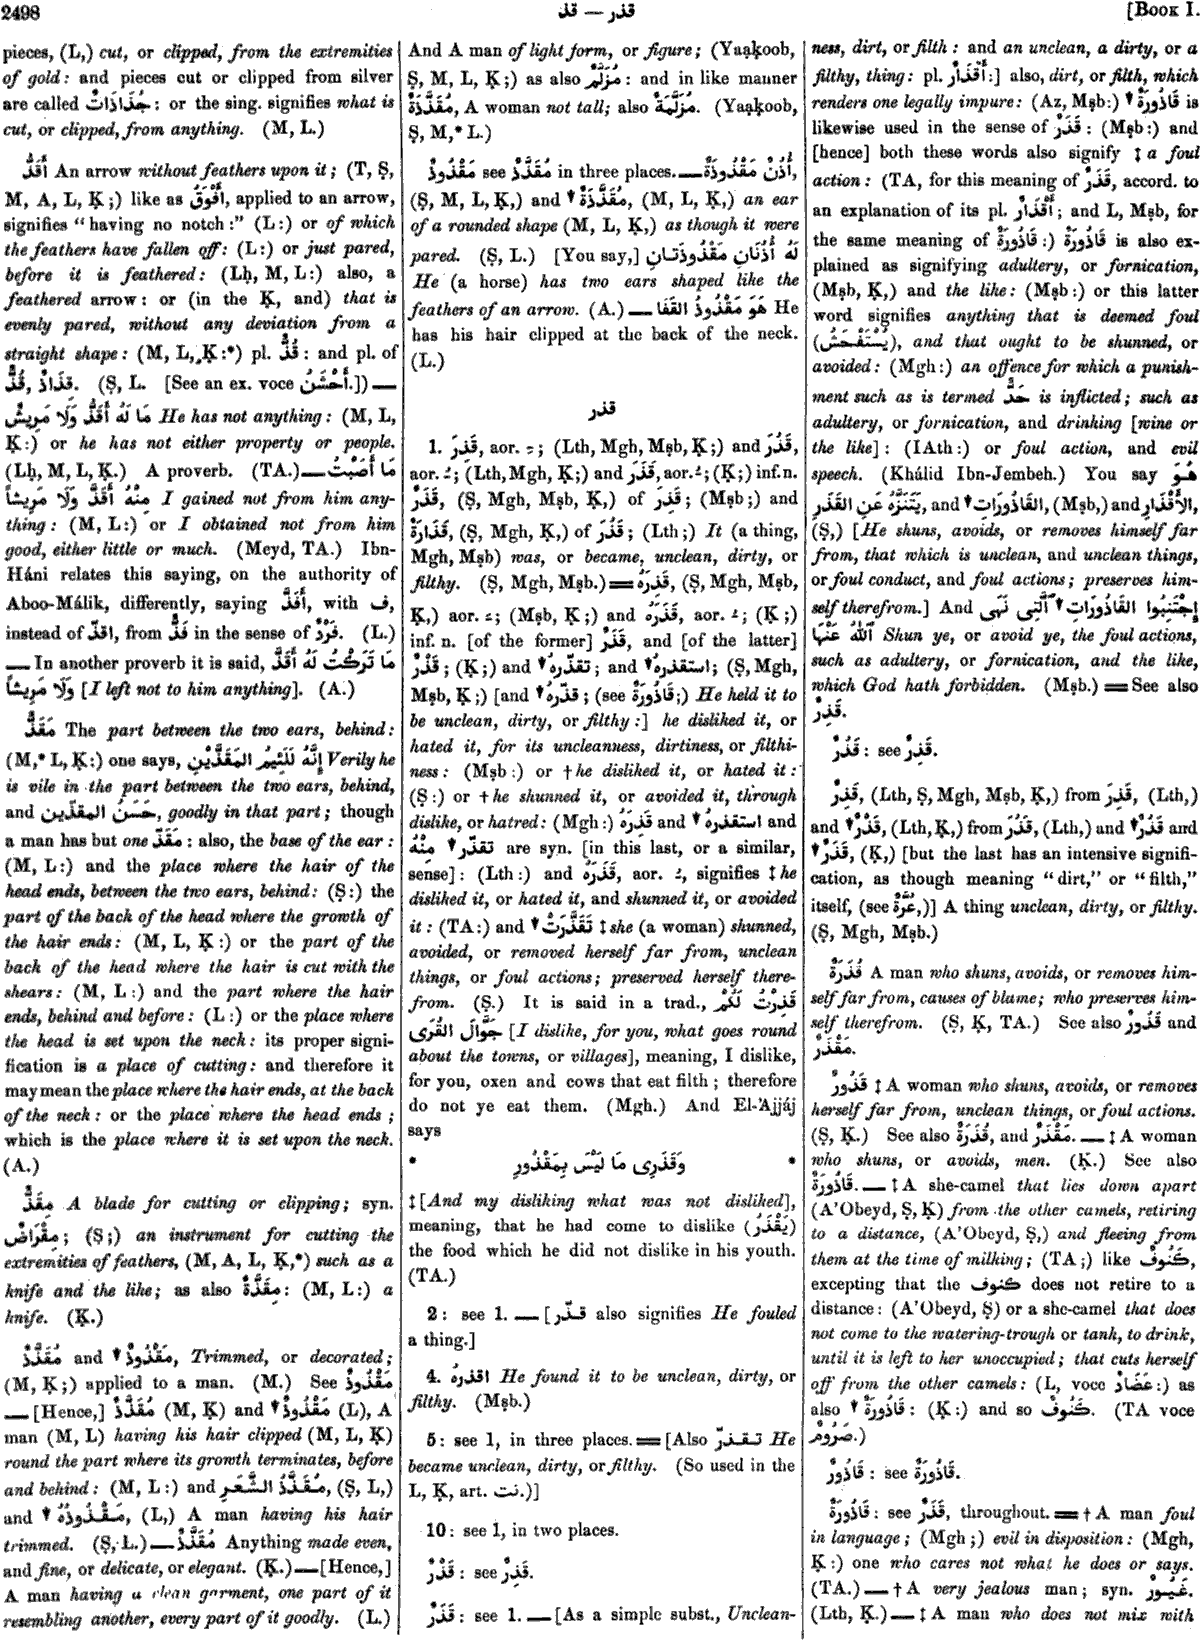 2498
قذر — قذ
[BOOK I.
pieces, (L,) cut, or clipped, from the extremities
of gold: and pieces cut or clipped from silver
are called جُذَاذَاتٌ: or the sing. signifies what is
cut, or clipped, from anything. (M, L.)
أَقَذُّ An arrow without feathers upon it; (T, Ṣ,
M, A, L, Ḳ;) like as أَفْوَقُ, applied to an arrow,
signifies “having no notch:” (L:) or of which
the feathers have fallen off: (L:) or just pared,
before it is feathered: (Lḥ, M, L:) also, a
feathered arrow: or (in the Ḳ, and) that is
evenly pared, without any deviation from a
straight shape: (M, L, Ḳ:*) pl. قُذٌّ: and pl. of
قُذٌّ, قِذَاذٌ. (Ṣ, L. [See an ex. voce أَخْشَنُ.]) —
مَا لَهُ أَقَذُّ وَلَا مَرِيشٌ He has not anything: (M, L,
Ḳ:) or he has not either property or people.
(Lḥ, M, L, Ḳ.) A proverb. (TA.) — مَا أَصَبْتُ
مِنْهُ أَقَذَّ وَلَا مَرِيشًا I gained not from him any-
thing: (M, L:) or I obtained not from him
good, either little or much. (Meyd, TA.) Ibn-
Háni relates this saying, on the authority of
Aboo-Málik, differently, saying أَفَذَّ, with ف,
instead of اقذّ, from فَذٌّ in the sense of فَرْدٌ. (L.)
— In another proverb it is said, مَا تَرَكْتُ لَهُ أَقَذَّ
وَلَا مَرِيشًا [I left not to him anything]. (A.)
مَقَذٌّ The part between the two ears, behind:
(M,* L, Ḳ:) one says, إِنَّهُ لَلَئِيمُ المَقَذَّيْنِ Verily he
is vile in the part between the two ears, behind,
and حَسَنُ المقذّين, goodly in that part; though
a man has but one مَقَذّ: also, the base of the ear:
(M, L:) and the place where the hair of the
head ends, between the two ears, behind: (Ṣ:) the
part of the back of the head where the growth of
the hair ends: (M, L, Ḳ:) or the part of the
back of the head where the hair is cut with the
shears: (M, L:) and the part where the hair
ends, behind and before: (L:) or the place where
the head is set upon the neck: its proper signi-
fication is a place of cutting: and therefore it
may mean the place where the hair ends, at the back
of the neck: or the place where the head ends;
which is the place where it is set upon the neck.
(A.)
مِقَذٌّ A blade for cutting or clipping; syn.
مِقْرَاضٌ; (Ṣ;) an instrument for cutting the
extremities of feathers, (M, A, L, Ḳ,*) such as a
knife and the like; as also مِقَذَّةٌ: (M, L:) a
knife. (Ḳ.)
مُقَذَّذٌ and ▾ مَقْذُوذٌ, Trimmed, or decorated;
(M, Ḳ;) applied to a man. (M.) See مَقْذُوذٌ
— [Hence,] مُقَذَّذٌ (M, Ḳ) and ▾ مَقْذُوذٌ (L), A
man (M, L) having his hair clipped (M, L, Ḳ)
round the part where its growth terminates, before
and behind: (M, L:) and مُقَذَّذُ الشَّعَرِ, (Ṣ, L,)
and ▾ مَقْذُوذُهُ, (L,) A man having his hair
trimmed. (Ṣ, L.) — مُقَذَّذٌ Anything made even,
and fine, or delicate, or elegant. (Ḳ.) — [Hence,]
A man having a clean garment, one part of it
resembling another, every part of it goodly. (L.)
And A man of light form, or figure; (Yaạḳoob,
Ṣ, M, L, Ḳ;) as also مُزَلَّمٌ: and in like manner
مُقَذَّذَةٌ, A woman not tall; also مُزَلَّمَةٌ. (Yaạḳoob,
Ṣ, M,* L.)
مَقْذُوذٌ see مُقَذَّذٌ in three places. — أُذُنٌ مَقْذُوذَةٌ,
(Ṣ, M, L, Ḳ,) and ▾ مُقَذَّذَةٌ, (M, L, Ḳ,) an ear
of a rounded shape (M, L, Ḳ,) as though it were
pared. (Ṣ, L.) [You say,] لَهُ أُذُنَانِ مَقْذُوذَتَانِ
He (a horse) has two ears shaped like the
feathers of an arrow. (A.) — هُوَ مَقْذُوذُ القَفَا He
has his hair clipped at the back of the neck.
(L.)
قذر
1. قَذِرَ, aor. ـَ; (Lth, Mgh, Mṣb, Ḳ;) and قَذُرَ,
aor. ـُ; (Lth, Mgh, Ḳ;) and قَذَرَ, aor. ـُ; (Ḳ;) inf. n.
قَذَرٌ, (Ṣ, Mgh, Mṣb, Ḳ,) of قَذِرَ; (Mṣb;) and
قَذَارَةٌ, (Ṣ, Mgh, Ḳ,) of قَذُرَ; (Lth;) It (a thing,
Mgh, Mṣb) was, or became, unclean, dirty, or
filthy. (Ṣ, Mgh, Mṣb.) = قَذِرَهُ, (Ṣ, Mgh, Mṣb,
Ḳ,) aor. ـَ; (Mṣb, Ḳ;) and قَذَرَهُ, aor. ـُ; (Ḳ;)
inf. n. [of the former] قَذَرٌ, and [of the latter]
قَذْرٌ; (Ḳ;) and ▾ تقذّرهُ; and ▾ استقذرهُ; (Ṣ, Mgh,
Mṣb, Ḳ;) [and ▾ قذّرهُ; (see قَاذُورَةٌ;) He held it to
be unclean, dirty, or filthy:] he disliked it, or
hated it, for its uncleanness, dirtiness, or filthi-
ness: (Mṣb:) or † he disliked it, or hated it:
(Ṣ:) or † he shunned it, or avoided it, through
dislike, or hatred: (Mgh:) قَذِرَهُ and ▾ استقذرهُ and
▾ تقذّر مِنْهُ are syn. [in this last, or a similar,
sense]: (Lth:) and قَذَرَهُ, aor. ـُ, signifies ‡ he
disliked it, or hated it, and shunned it, or avoided
it: (TA:) and ▾ تَقَذَّرَتْ ‡ she (a woman) shunned,
avoided, or removed herself far from, unclean
things, or foul actions; preserved herself there-
from. (Ṣ.) It is said in a trad., قَذِرْتُ لَكُمْ
جَوَّالَ القُرَى [I dislike, for you, what goes round
about the towns, or villages], meaning, I dislike,
for you, oxen and cows that eat filth; therefore
do not ye eat them. (Mgh.) And El-ʼAjjáj
says
* وَقَذَرِى مَا لَيْسَ بِمَقْذُورِ *
‡ [And my disliking what was not disliked],
meaning, that he had come to dislike (يَقْذَرُ)
the food which he did not dislike in his youth.
(TA.)
2: see 1. — [قذّر also signifies He fouled
a thing.]
4. اقذرهُ He found it to be unclean, dirty, or
filthy. (Mṣb.)
5: see 1, in three places. = [Also تقذّر He
became unclean, dirty, or filthy. (So used in the
L, Ḳ, art. نت.)]
10: see 1, in two places.
قَذْرٌ: see قَذِرٌ.
قَذَرٌ: see 1. — [As a simple subst., Unclean-
ness, dirt, or filth: and an unclean, a dirty, or a
filthy, thing: pl. أَقْذَارٌ:] also, dirt, or filth, which
renders one legally impure: (Az, Mṣb:) ▾ قَاذُورَةٌ is
likewise used in the sense of قَذَرٌ: (Mṣb:) and
[hence] both these words also signify ‡ a foul
action: (TA, for this meaning of قَذَرٌ, accord. to
an explanation of its pl. أَقْذَارٌ; and L, Mṣb, for
the same meaning of قَاذُورَةٌ:) قَاذُورَةٌ is also ex-
plained as signifying adultery, or fornication,
(Mṣb, Ḳ,) and the like: (Mṣb:) or this latter
word signifies anything that is deemed foul
(يُسْتَفْحَشُ), and that ought to be shunned, or
avoided: (Mgh:) an offence for which a punish-
ment such as is termed حَدّ is inflicted; such as
adultery, or fornication, and drinking [wine or
the like]: (IAth:) or foul action, and evil
speech. (Khálid Ibn-Jembeh.) You say هُوَ
يَتَنَزَّهُ عَنِ القَذَرِ, and ▾ القَاذُورَاتِ, (Mṣb,) and الأَقْذَارِ,
(Ṣ,) [He shuns, avoids, or removes himself far
from, that which is unclean, and unclean things,
or foul conduct, and foul actions; preserves him-
self therefrom.] And اِجْتَنِبُوا القَاذُورَاتِ ▾ الَّتِى نَهَى
اللّٰهُ عَنْهَا Shun ye, or avoid ye, the foul actions,
such as adultery, or fornication, and the like,
which God hath forbidden. (Mṣb.) = See also
قَذِرٌ.
قَذُرٌ: see قَذِرٌ.
قَذِرٌ, (Lth, Ṣ, Mgh, Mṣb, Ḳ,) from قَذِرَ, (Lth,)
and ▾ قَذُرٌ, (Lth, Ḳ,) from قَذُرَ, (Lth,) and ▾ قَذْرٌ and
▾ قَذَرٌ, (Ḳ,) [but the last has an intensive signifi-
cation, as though meaning “dirt,” or “filth,”
itself, (see عُرَّةٌ,)] A thing unclean, dirty, or filthy.
(Ṣ, Mgh, Mṣb.)
قُذَرَةٌ A man who shuns, avoids, or removes him-
self far from, causes of blame; who preserves him-
self therefrom. (Ṣ, Ḳ, TA.) See also قَذُورٌ and
مَقْذَرٌ.
قَذُورٌ ‡ A woman who shuns, avoids, or removes
herself far from, unclean things, or foul actions.
(Ṣ, Ḳ.) See also قُذَرَةٌ, and مَقْذَرٌ. — ‡ A woman
who shuns, or avoids, men. (Ḳ.) See also
قَاذُورَةٌ. — ‡ A she-camel that lies down apart
(A'Obeyd, Ṣ, Ḳ) from the other camels, retiring
to a distance, (A'Obeyd, Ṣ,) and fleeing from
them at the time of milking; (TA;) like كَنُوفٌ,
excepting that the كنوف does not retire to a
distance: (A'Obeyd, Ṣ) or a she-camel that does
not come to the watering-trough or tank, to drink,
until it is left to her unoccupied; that cuts herself
off from the other camels: (L, voce عَضَادٌ:) as
also ▾ قَاذُورَةٌ: (Ḳ:) and so كَنُوفٌ. (TA voce
صَرُومٌ.)
قَاذُورٌ: see قَاذُورَةٌ.
قَاذُورَةٌ: see قَذَرٌ, throughout. = † A man foul
in language; (Mgh;) evil in disposition: (Mgh,
Ḳ:) one who cares not what he does or says.
(TA.) — † A very jealous man; syn. غَيُورٌ.
(Lth, Ḳ.) — ‡ A man who does not mix with